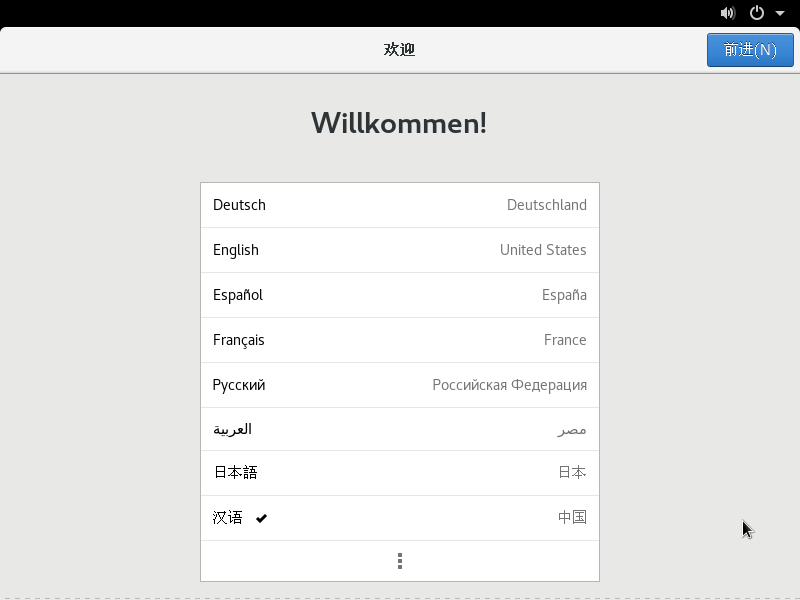 欢迎
前进(N)
Willkommen!
Deutsch Deutschland
English United States
Español España
Français France
Русский Российская Федерация
العربية مصر
日本語 日本
汉语 中国